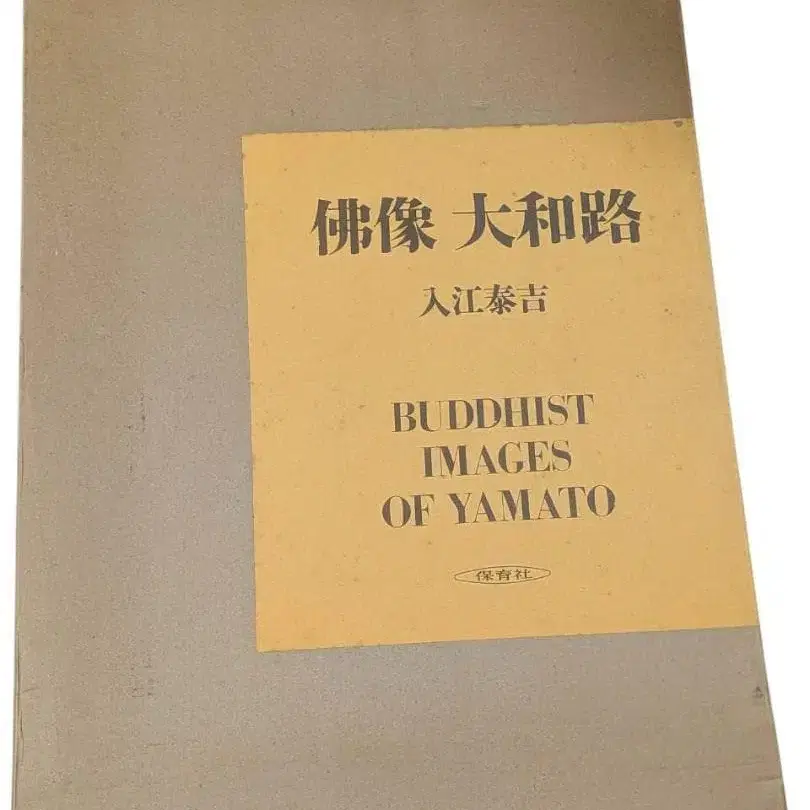 佛像 大和路
入江泰吉
BUDDHIST
IMAGES
OF YAMATO
保育社